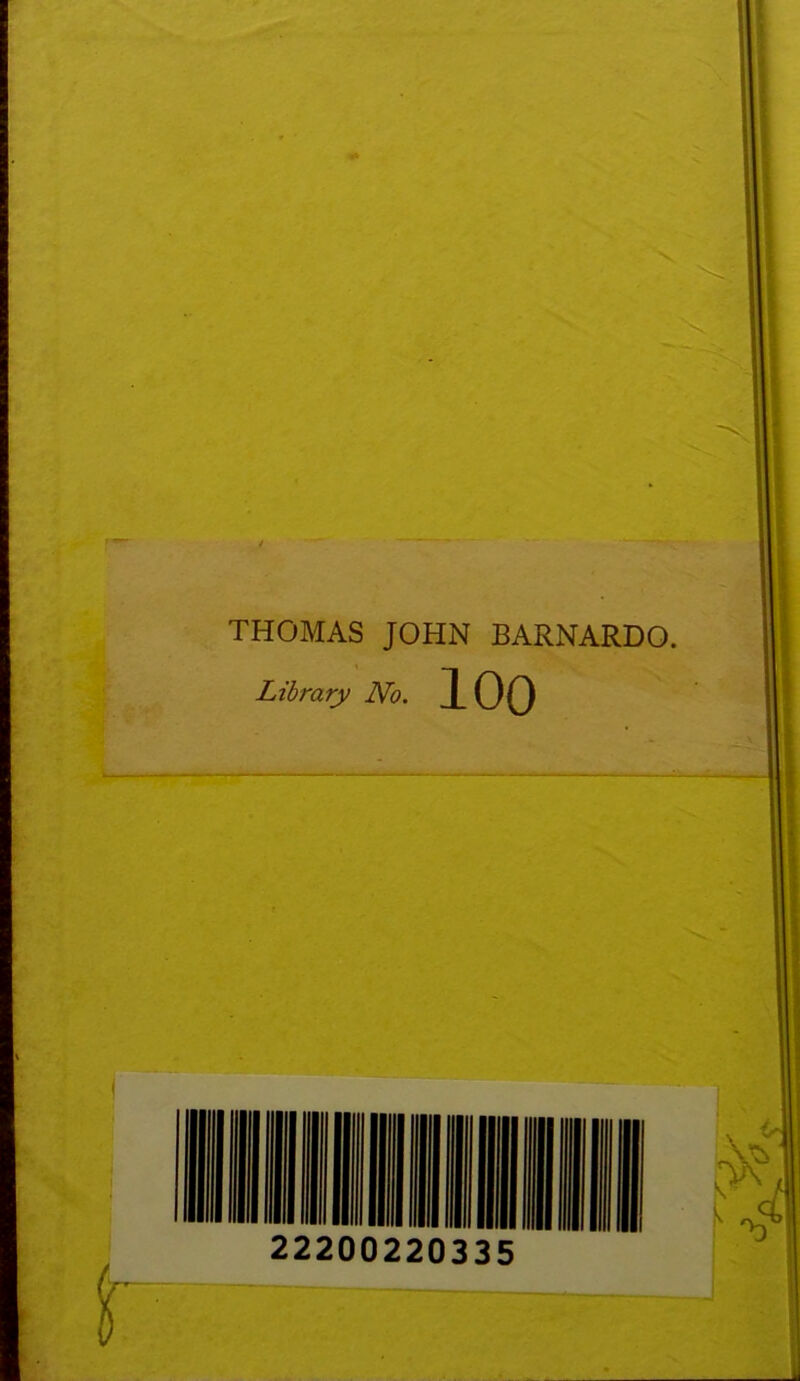 THOMAS JOHN BARNARDO.
Library No. 100
22200220335